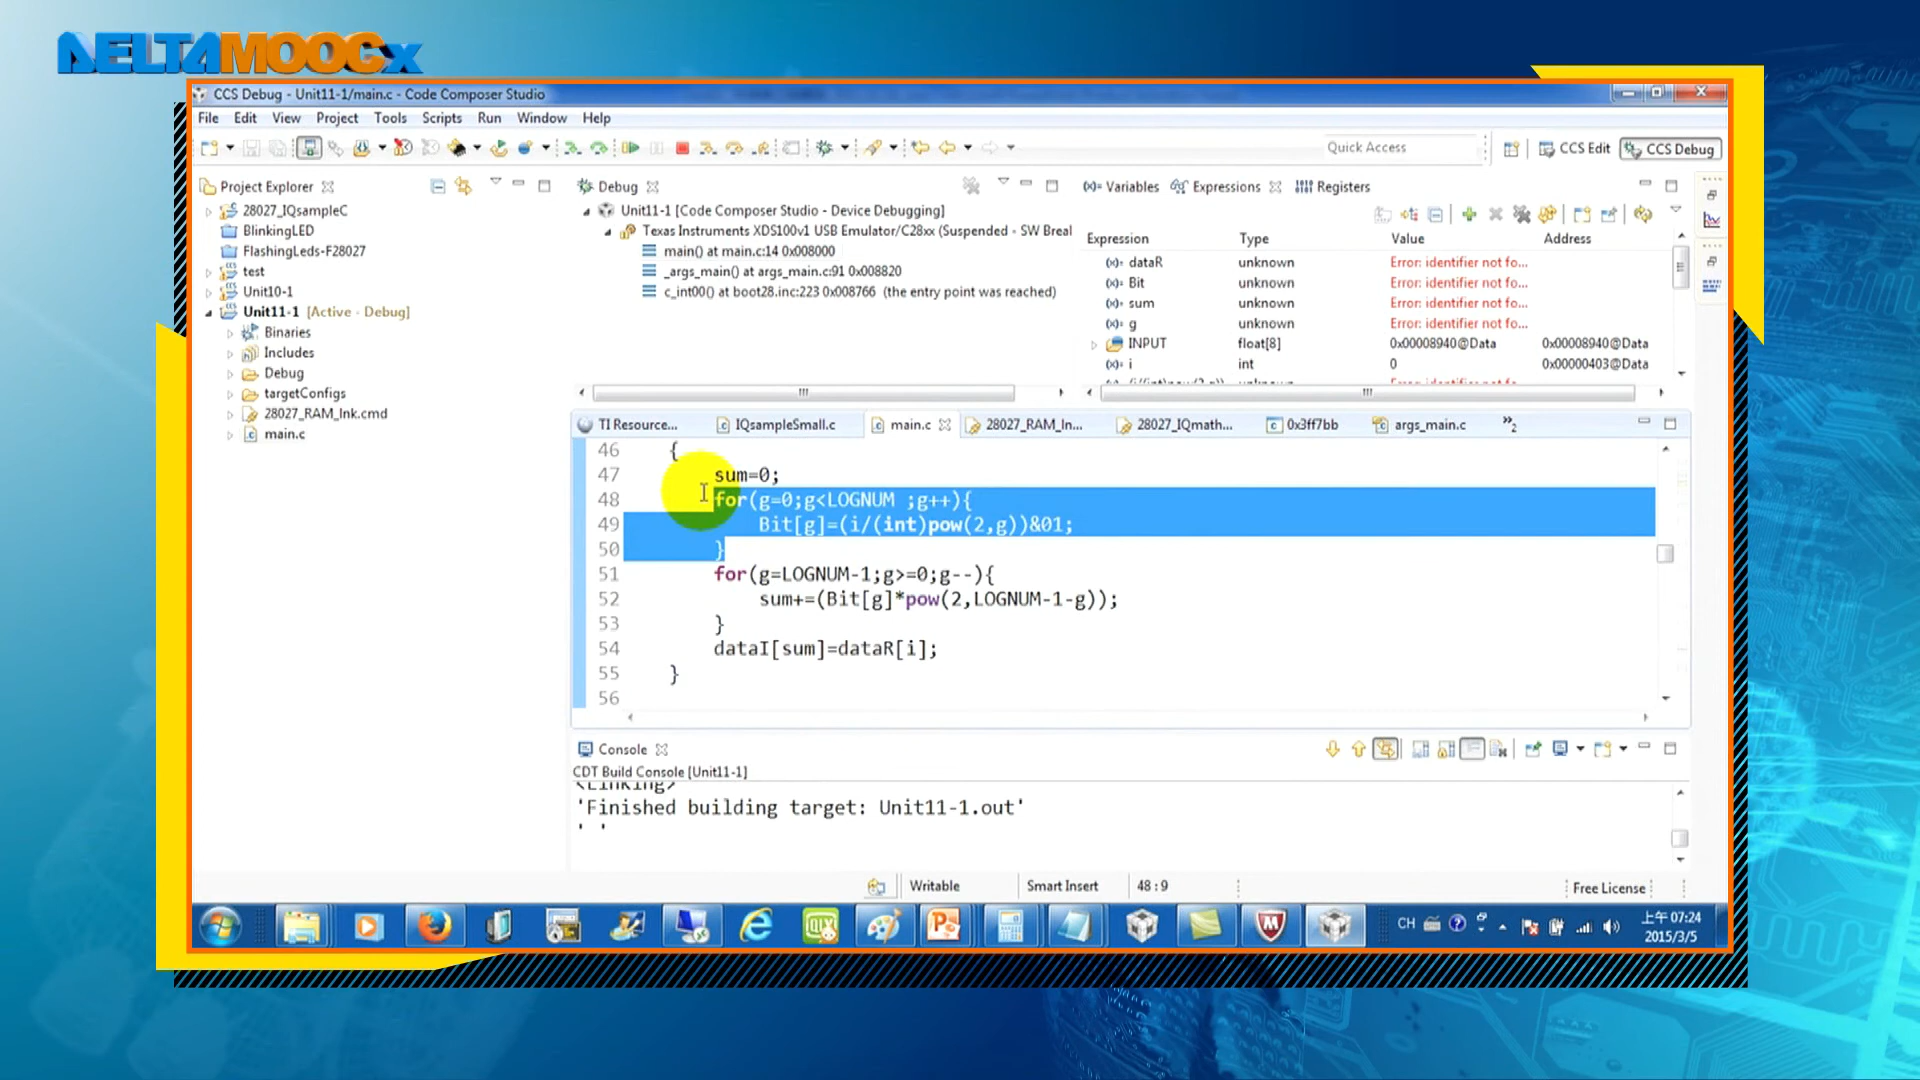 DELTAMOOCx
CCS Debug - Unit11-1/main.c - Code Composer Studio
File Edit View Project Tools Scripts Run Window Help
Quick Access
CCS Edit
CCS Debug
Project Explorer
28027_IQsampleC
BlinkingLED
FlashingLeds-F28027
test
Unit10-1
Unit11-1 [Active - Debug]
Binaries
Includes
Debug
targetConfigs
28027_RAM_lnk.cmd
main.c
Debug
Unit11-1 [Code Composer Studio - Device Debugging]
Texas Instruments XDS100v1 USB Emulator/C28xx (Suspended - SW Breal
main() at main.c:14 0x008000
_args_main() at args_main.c:91 0x008820
c_int00() at boot28.inc:223 0x008766 (the entry point was reached)
(x)= Variables Expressions Registers
Expression Type Value Address
(x)= dataR unknown Error: identifier not fo...
(x)= Bit unknown Error: identifier not fo...
(x)= sum unknown Error: identifier not fo...
(x)= g unknown Error: identifier not fo...
INPUT float[8] 0x00008940@Data 0x00008940@Data
(x)= i int 0 0x00000403@Data
TI Resource... IQsampleSmall.c main.c 28027_RAM_ln... 28027_IQmath... 0x3ff7bb args_main.c »2
46 {
47 sum=0;
48 for(g=0;g<LOGNUM ;g++){
49 Bit[g]=(i/(int)pow(2,g))&01;
50 }
51 for(g=LOGNUM-1;g>=0;g--){
52 sum+=(Bit[g]*pow(2,LOGNUM-1-g));
53 }
54 dataI[sum]=dataR[i];
55 }
56
Console
CDT Build Console [Unit11-1]
<Linking>
'Finished building target: Unit11-1.out'
' '
Writable Smart Insert 48 : 9 Free License
CH
上午 07:24
2015/3/5